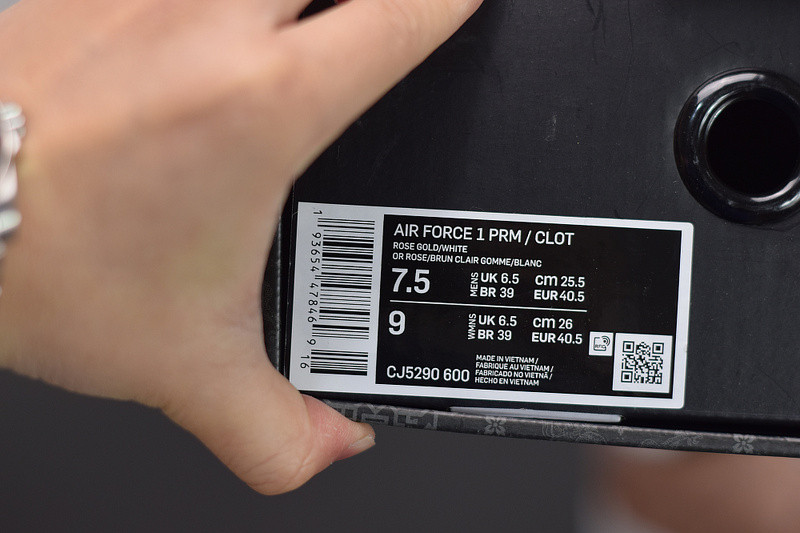 AIR FORCE 1 PRM / CLOT
ROSE GOLD/WHITE
OR ROSE/BRUN CLAIR GOMME/BLANC
7.5 MENS UK 6.5 cm 25.5
BR 39 EUR 40.5
9 WMNS UK 6.5 cm 26
BR 39 EUR 40.5
CJ5290 600
MADE IN VIETNAM /
FABRIQUE AU VIETNAM /
FABRICADO NO VIETNÃ /
HECHO EN VIETNAM
1 93654 47846 9 16